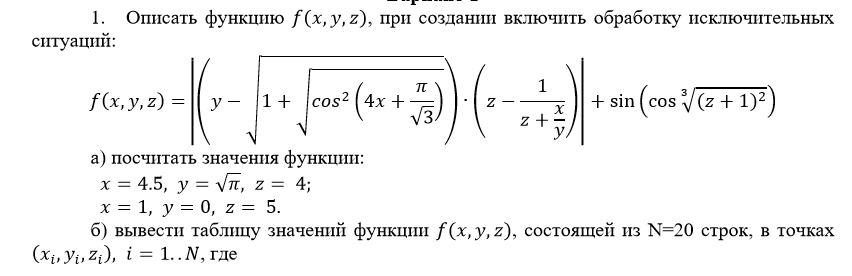 1. Описать функцию f(x, y, z), при создании включить обработку исключительных
ситуаций:
f(x, y, z) = |(y − √(1 + √(cos²(4x + π/√3)))) · (z − 1/(z + x/y))| + sin(cos ∛((z + 1)²))
а) посчитать значения функции:
x = 4.5, y = √π, z = 4;
x = 1, y = 0, z = 5.
б) вывести таблицу значений функции f(x, y, z), состоящей из N=20 строк, в точках
(xᵢ, yᵢ, zᵢ), i = 1..N, где